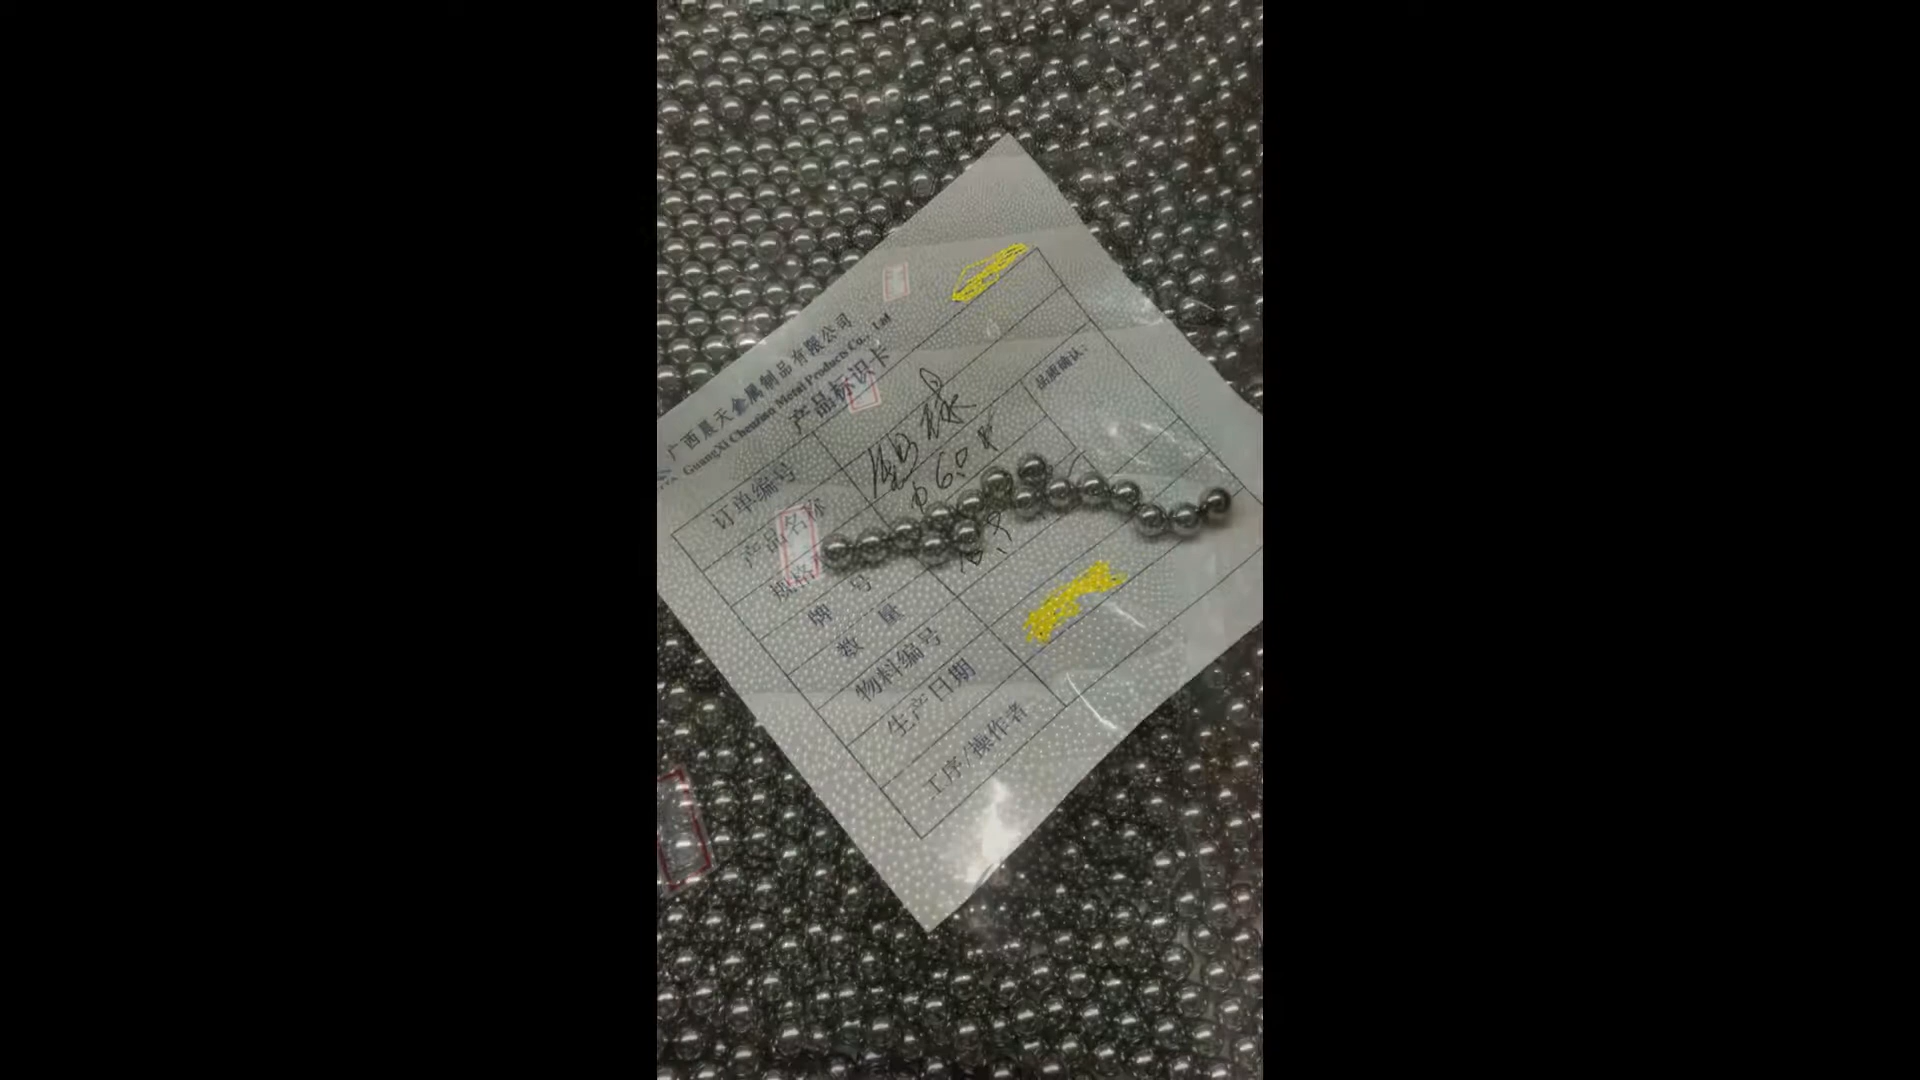 广西晨天金属制品有限公司
GuangXi Chentian Metal Products Co., Ltd
产品标识卡
订单编号
产品名称
规格
Φ6.0
牌 号
数 量
物料编号
生产日期
工序/操作者
品质确认: